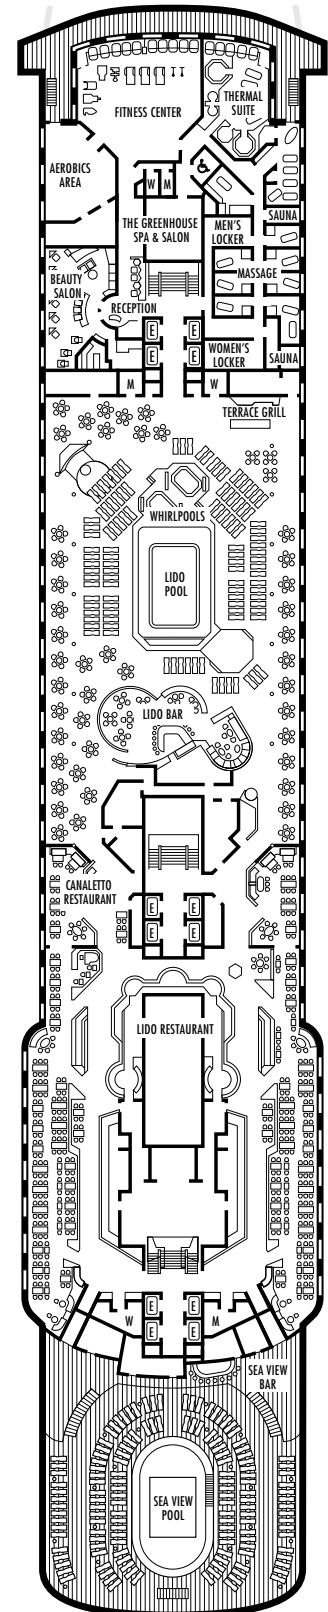 FITNESS CENTER
THERMAL
SUITE
AEROBICS
AREA
W M
SAUNA
THE GREENHOUSE
SPA & SALON
MEN'S
LOCKER
MASSAGE
BEAUTY
SALON
RECEPTION
E E
E E
WOMEN'S
LOCKER
SAUNA
M W
TERRACE GRILL
WHIRLPOOLS
LIDO
POOL
LIDO BAR
CANALETTO
RESTAURANT
E E
E E
LIDO RESTAURANT
E E
W M
E E
SEA VIEW
BAR
SEA VIEW
POOL